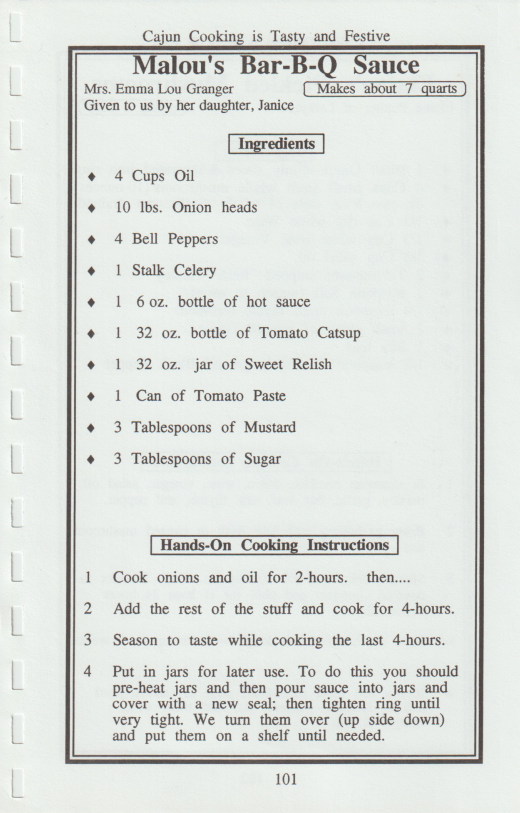 Cajun Cooking is Tasty and Festive
Malou's Bar-B-Q Sauce
Mrs. Emma Lou Granger
Makes about 7 quarts
Given to us by her daughter, Janice
Ingredients
♦ 4 Cups Oil
♦ 10 lbs. Onion heads
♦ 4 Bell Peppers
♦ 1 Stalk Celery
♦ 1 6 oz. bottle of hot sauce
♦ 1 32 oz. bottle of Tomato Catsup
♦ 1 32 oz. jar of Sweet Relish
♦ 1 Can of Tomato Paste
♦ 3 Tablespoons of Mustard
♦ 3 Tablespoons of Sugar
Hands-On Cooking Instructions
1 Cook onions and oil for 2-hours. then....
2 Add the rest of the stuff and cook for 4-hours.
3 Season to taste while cooking the last 4-hours.
4 Put in jars for later use. To do this you should
pre-heat jars and then pour sauce into jars and
cover with a new seal; then tighten ring until
very tight. We turn them over (up side down)
and put them on a shelf until needed.
101